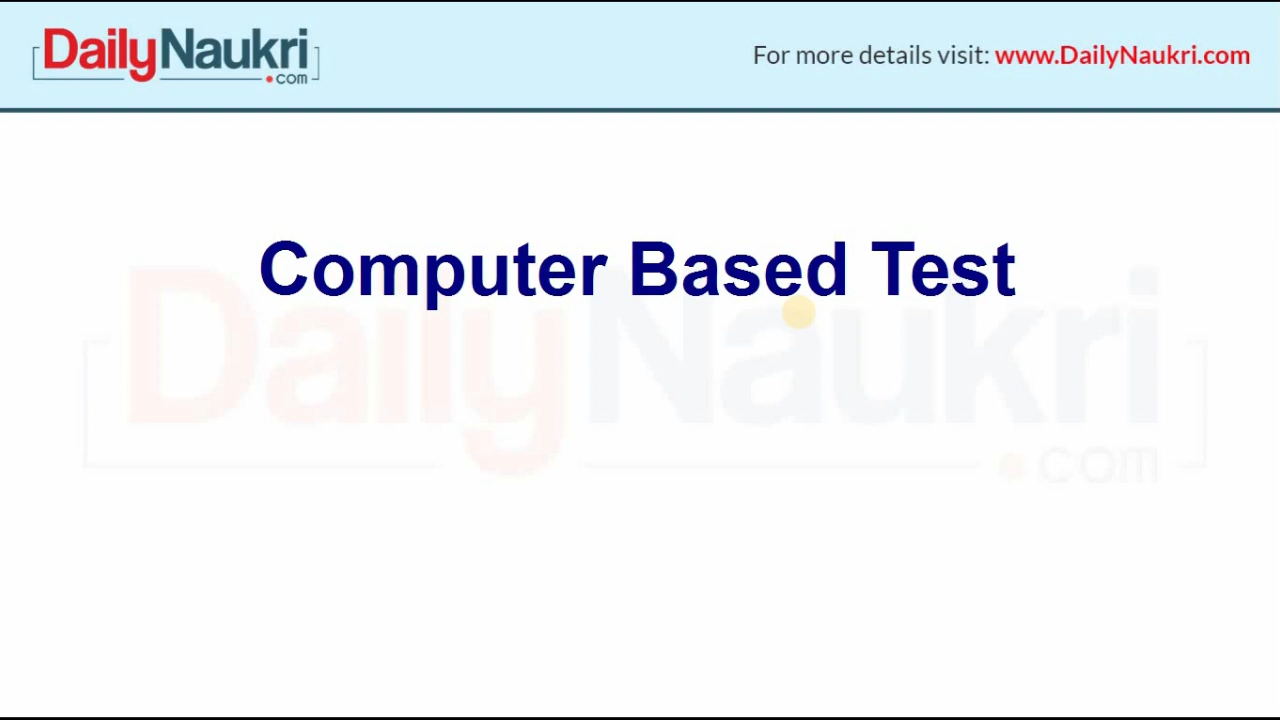 DailyNaukri
.com
For more details visit: www.DailyNaukri.com
Computer Based Test
DailyNaukri
.com